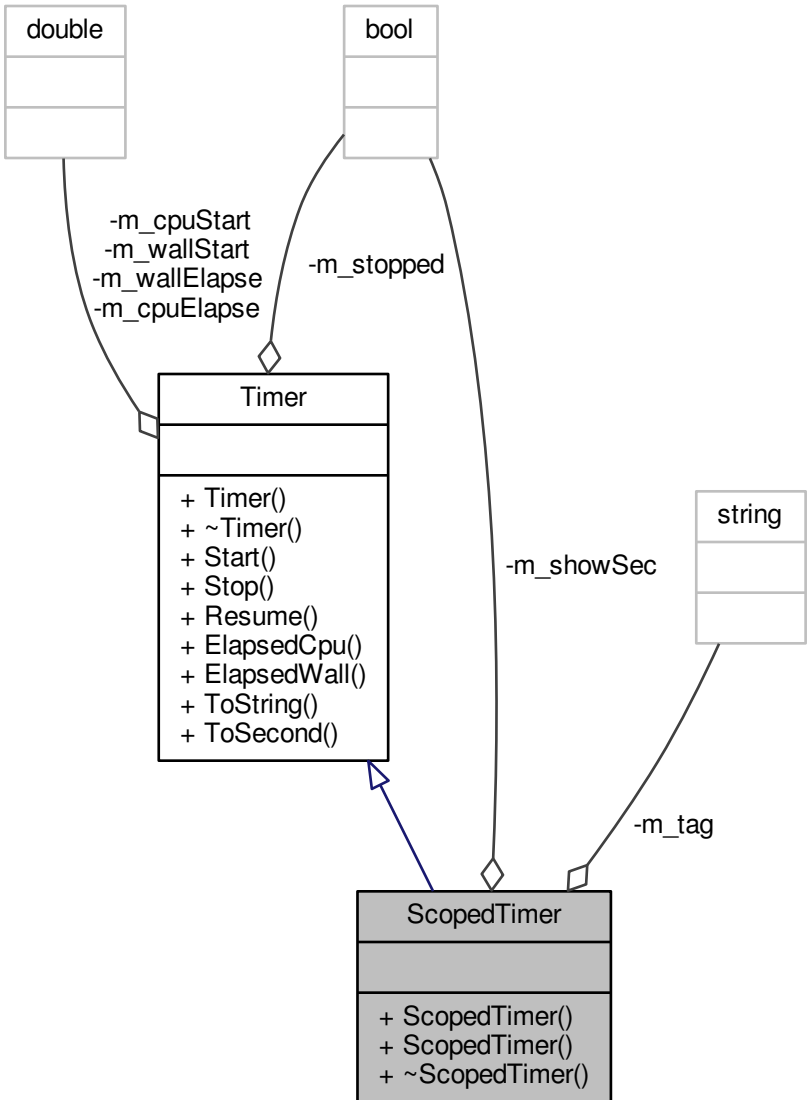 double
bool
-m_cpuStart
-m_wallStart
-m_wallElapse
-m_cpuElapse
-m_stopped
Timer
+ Timer()
+ ~Timer()
+ Start()
+ Stop()
+ Resume()
+ ElapsedCpu()
+ ElapsedWall()
+ ToString()
+ ToSecond()
string
-m_showSec
-m_tag
ScopedTimer
+ ScopedTimer()
+ ScopedTimer()
+ ~ScopedTimer()